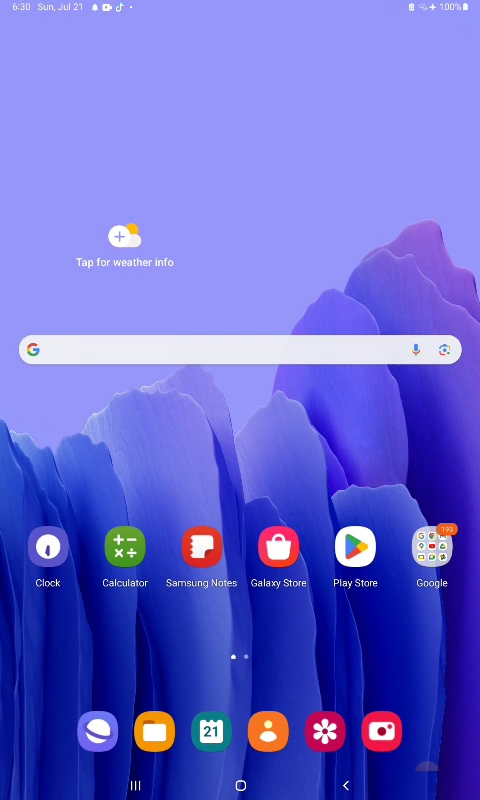 6:30 Sun, Jul 21
100%
Tap for weather info
193
Clock
Calculator
Samsung Notes
Galaxy Store
Play Store
Google
21